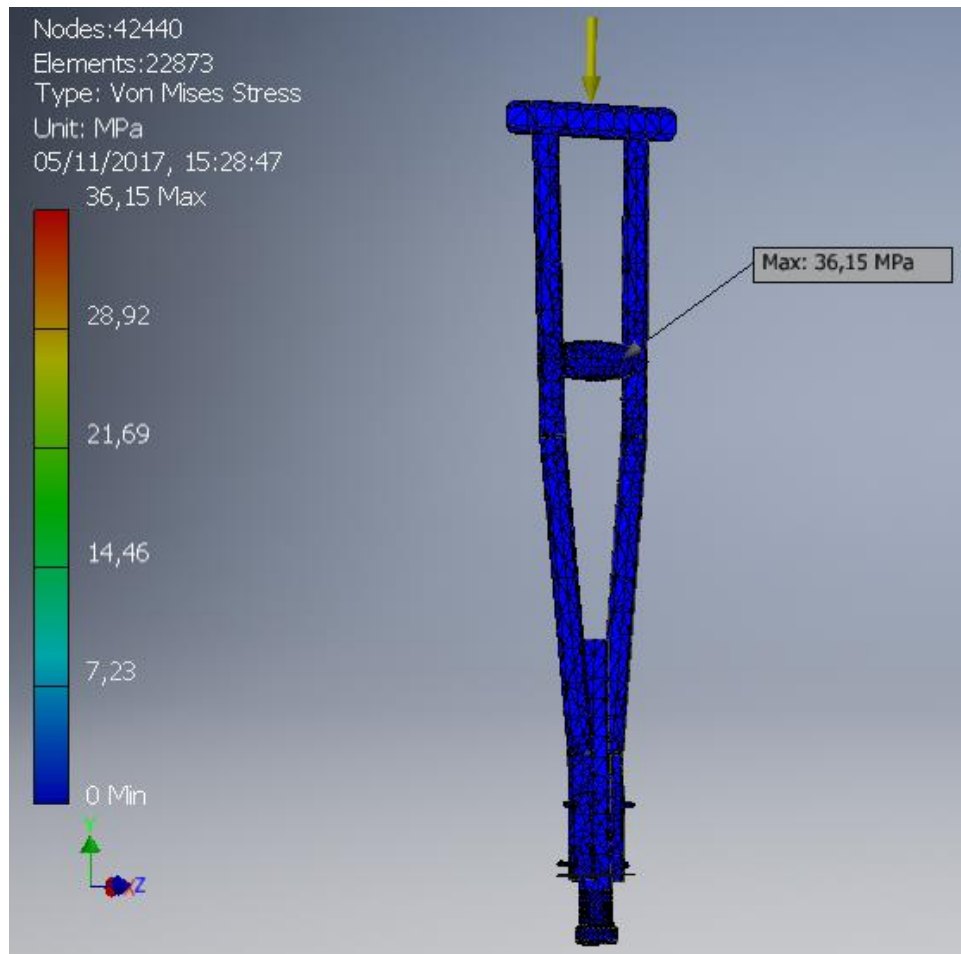 Nodes:42440
Elements:22873
Type: Von Mises Stress
Unit: MPa
05/11/2017, 15:28:47
36,15 Max
Max: 36,15 MPa
28,92
21,69
14,46
7,23
0 Min
Y
Z